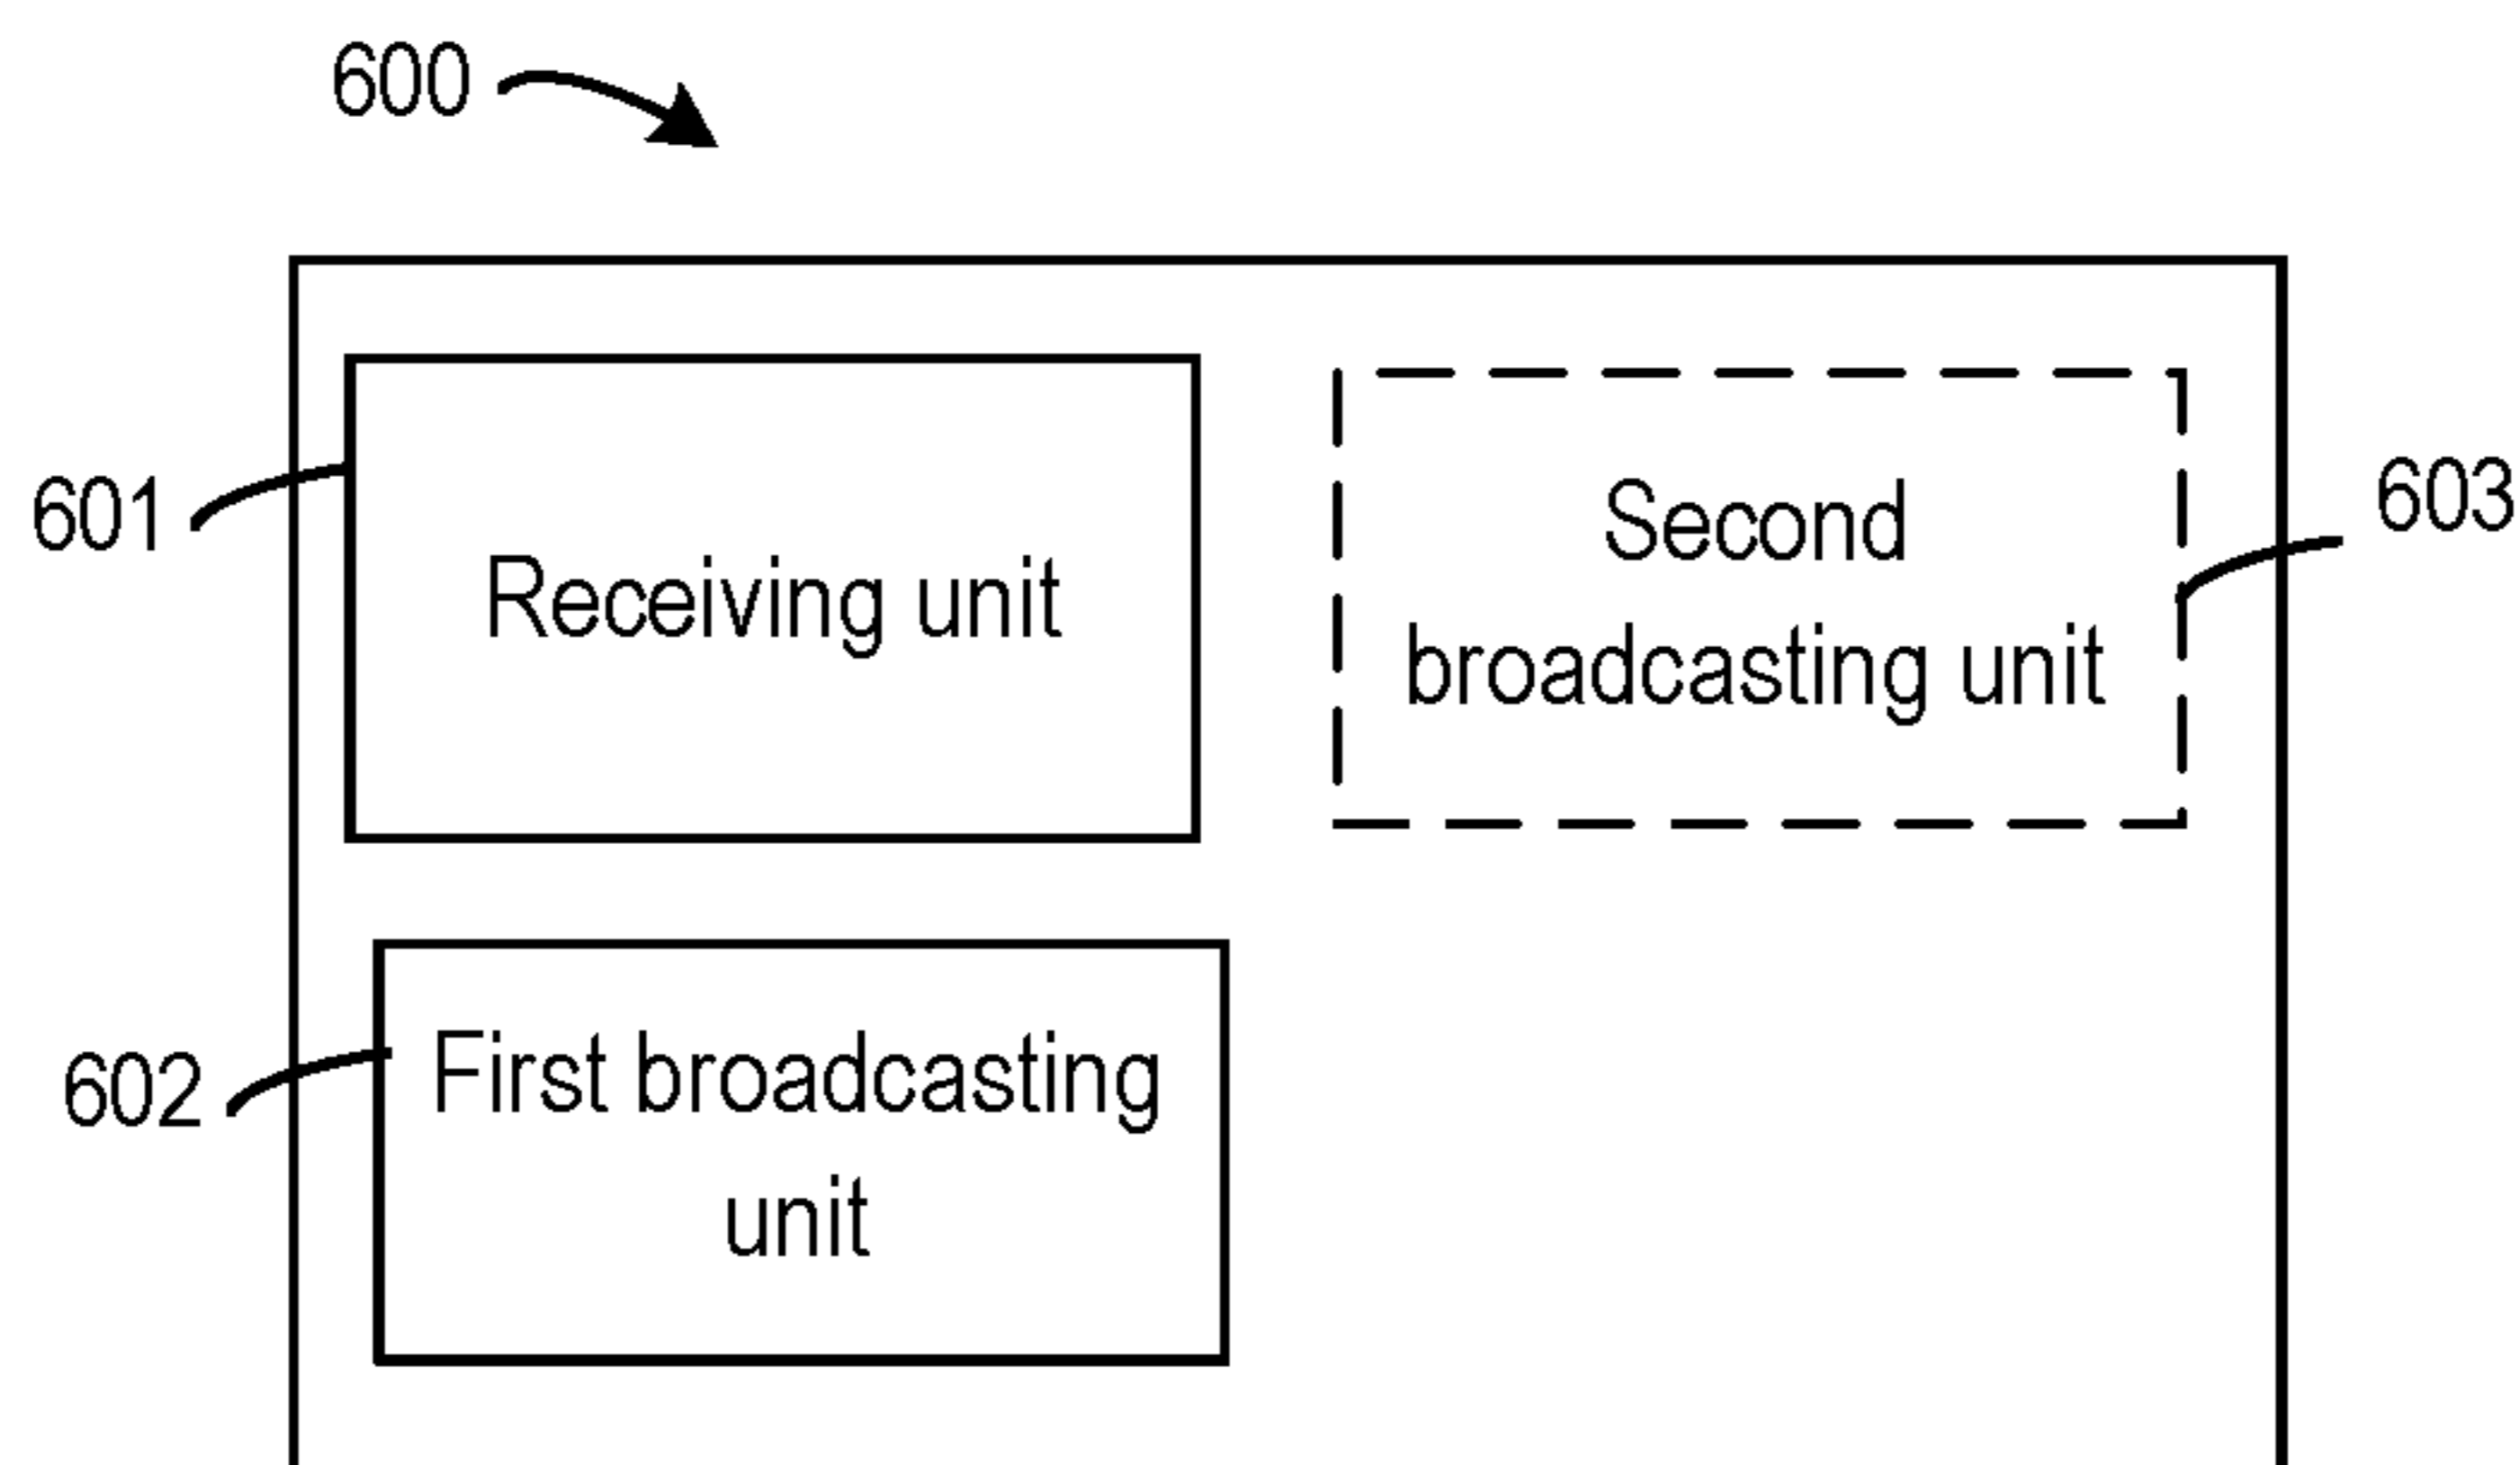 600
601
Receiving unit
Second
broadcasting unit
603
602
First broadcasting
unit